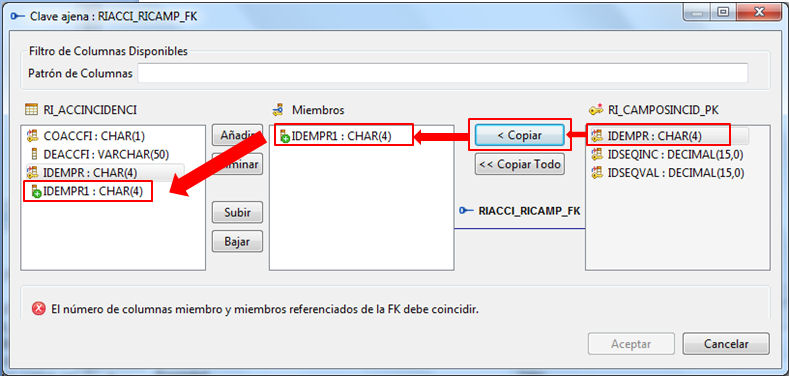 Clave ajena : RIACCI_RICAMP_FK
Filtro de Columnas Disponibles
Patrón de Columnas
RI_ACCINCIDENCI
COACCFI : CHAR(1)
DEACCFI : VARCHAR(50)
IDEMPR : CHAR(4)
IDEMPR1 : CHAR(4)
Añadir
iminar
Subir
Bajar
Miembros
IDEMPR1 : CHAR(4)
< Copiar
<< Copiar Todo
RIACCI_RICAMP_FK
RI_CAMPOSINCID_PK
IDEMPR : CHAR(4)
IDSEQINC : DECIMAL(15,0)
IDSEQVAL : DECIMAL(15,0)
El número de columnas miembro y miembros referenciados de la FK debe coincidir.
Aceptar
Cancelar